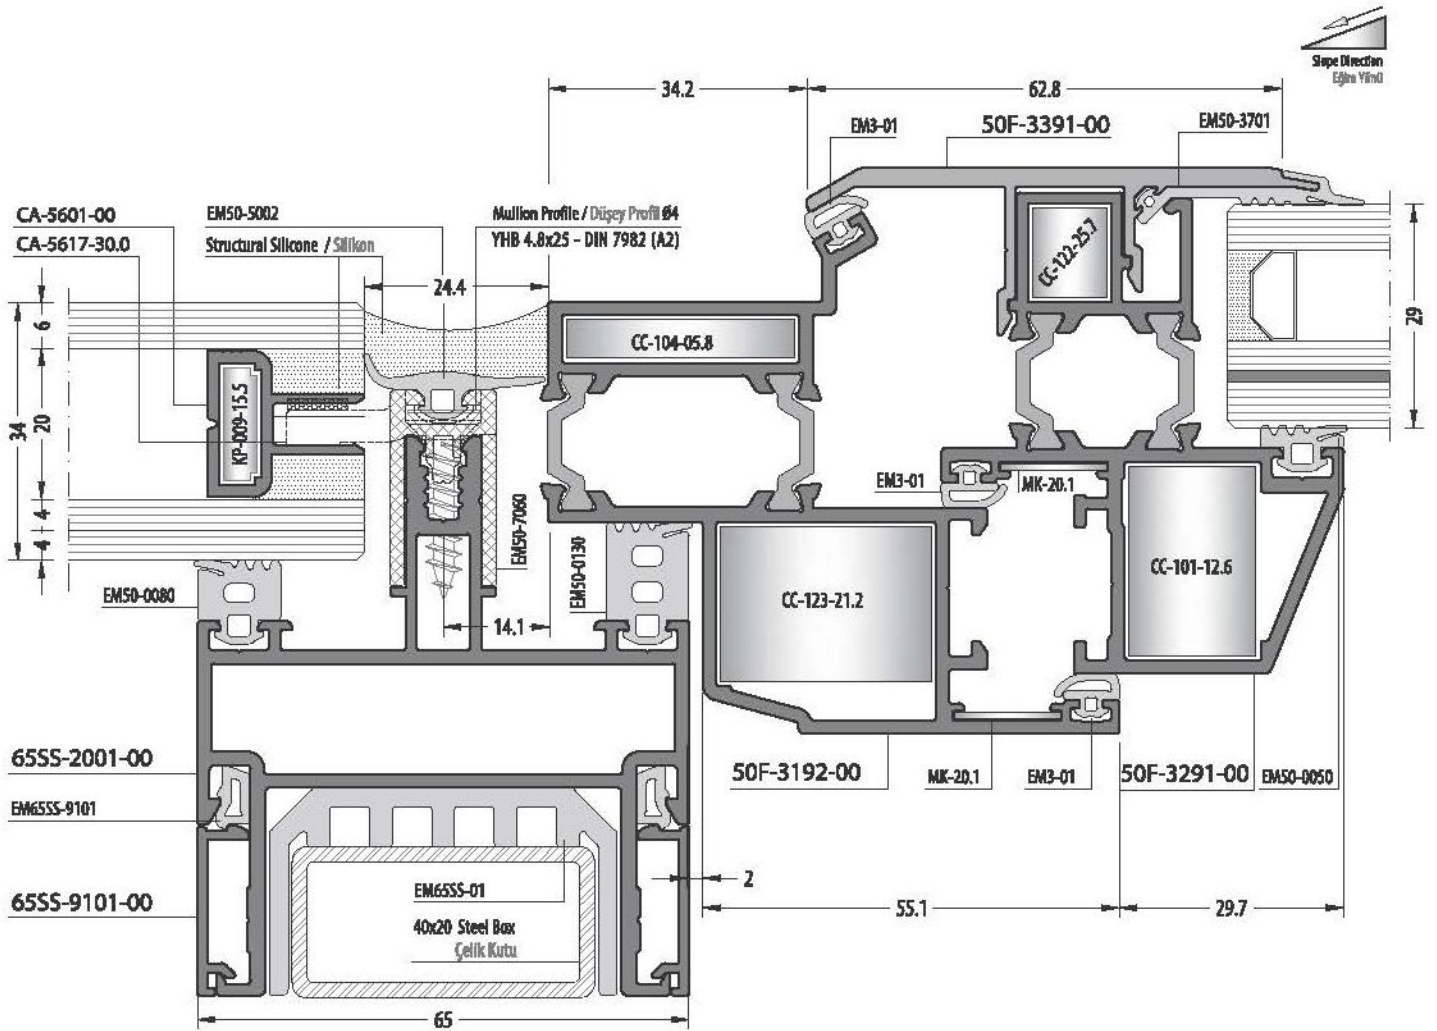 Slope Direction
Eğim Yönü
34.2
62.8
EM3-01
50F-3391-00
EM50-3701
CA-5601-00
EM50-5002
Mullion Profile / Düşey Profil Ø4
CA-5617-30.0
Structural Silicone / Silikon
YHB 4.8x25 - DIN 7982 (A2)
24.4
CC-122-25.7
6
29
CC-104-05.8
34
20
KP-009-15.5
EM3-01
MK-20.1
4
4
EM50-7060
EM50-0130
CC-101-12.6
EM50-0080
CC-123-21.2
14.1
65SS-2001-00
50F-3192-00
MK-20.1
EM3-01
50F-3291-00
EM50-0050
EM65SS-9101
2
EM65SS-01
65SS-9101-00
55.1
29.7
40x20 Steel Box
Çelik Kutu
65